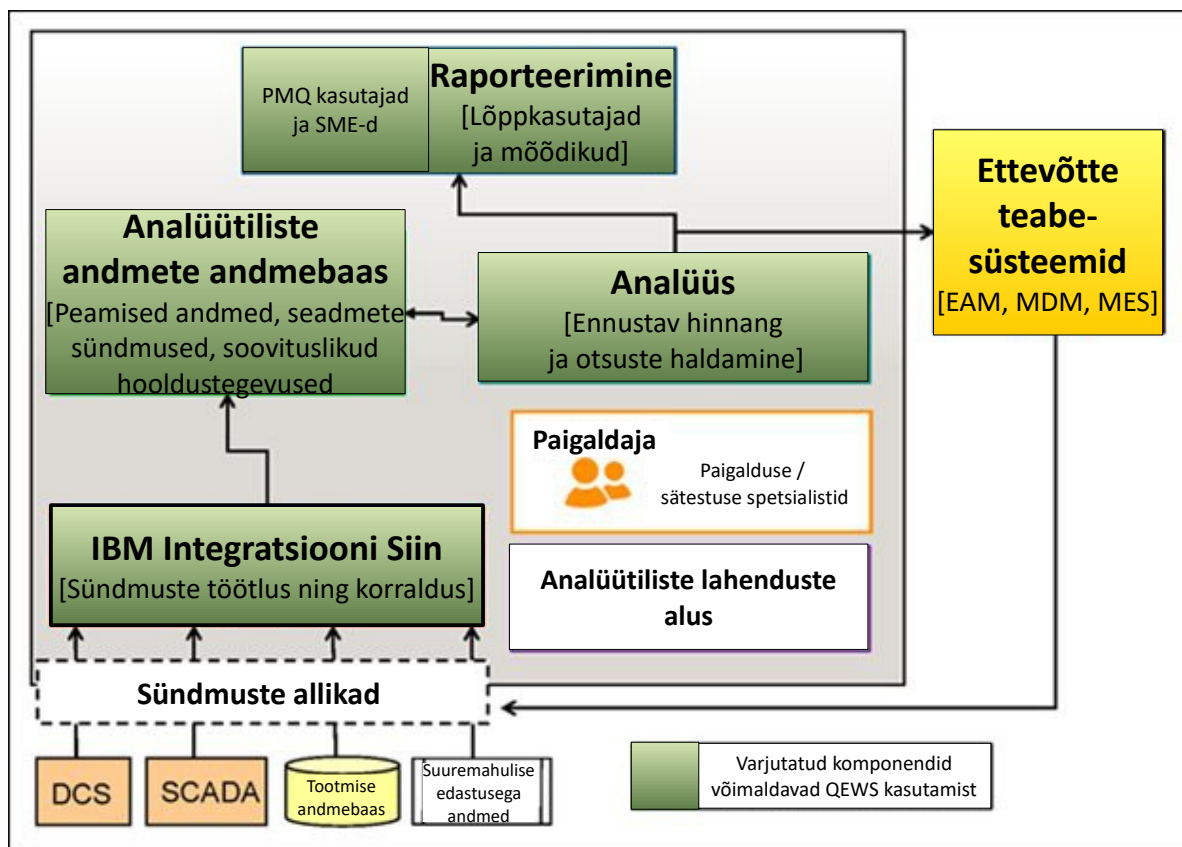 PMQ kasutajad
ja SME-d
Raporteerimine
[Lõppkasutajad
ja mõõdikud]
Ettevõtte
teabe-
süsteemid
[EAM, MDM, MES]
Analüütiliste
andmete andmebaas
[Peamised andmed, seadmete
sündmused, soovituslikud
hooldustegevused
Analüüs
[Ennustav hinnang
ja otsuste haldamine]
Paigaldaja
Paigalduse /
sätestuse spetsialistid
IBM Integratsiooni Siin
[Sündmuste töötlus ning korraldus]
Analüütiliste lahenduste
alus
Sündmuste allikad
DCS
SCADA
Tootmise
andmebaas
Suuremahulise
edastusega
andmed
Varjutatud komponendid
võimaldavad QEWS kasutamist